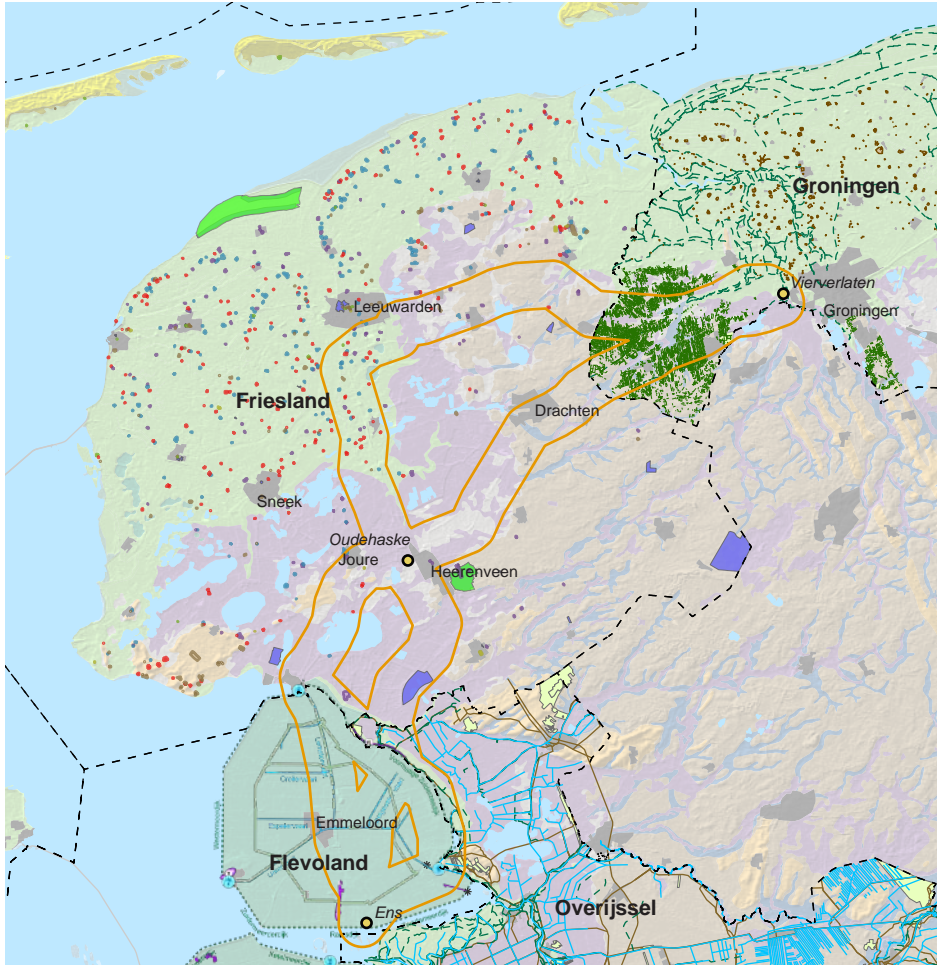 Groningen
Vierverlaten
Leeuwarden
Groningen
Friesland
Drachten
Sneek
Oudehaske
Joure
Heerenveen
Emmeloord
Flevoland
Ens
Overijssel